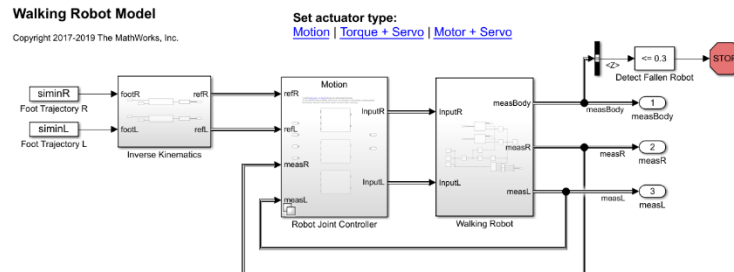 Walking Robot Model
Copyright 2017-2019 The MathWorks, Inc.
Set actuator type:
Motion | Torque + Servo | Motor + Servo
siminR
Foot Trajectory R
siminL
Foot Trajectory L
footR
refR
footL
refL
Inverse Kinematics
Motion
refR
InputR
refL
measR
InputL
measL
Robot Joint Controller
InputR
measBody
measR
InputL
measL
Walking Robot
<Z>
<= 0.3
Detect Fallen Robot
STOP
measBody
1
measBody
measR
2
measR
measL
3
measL